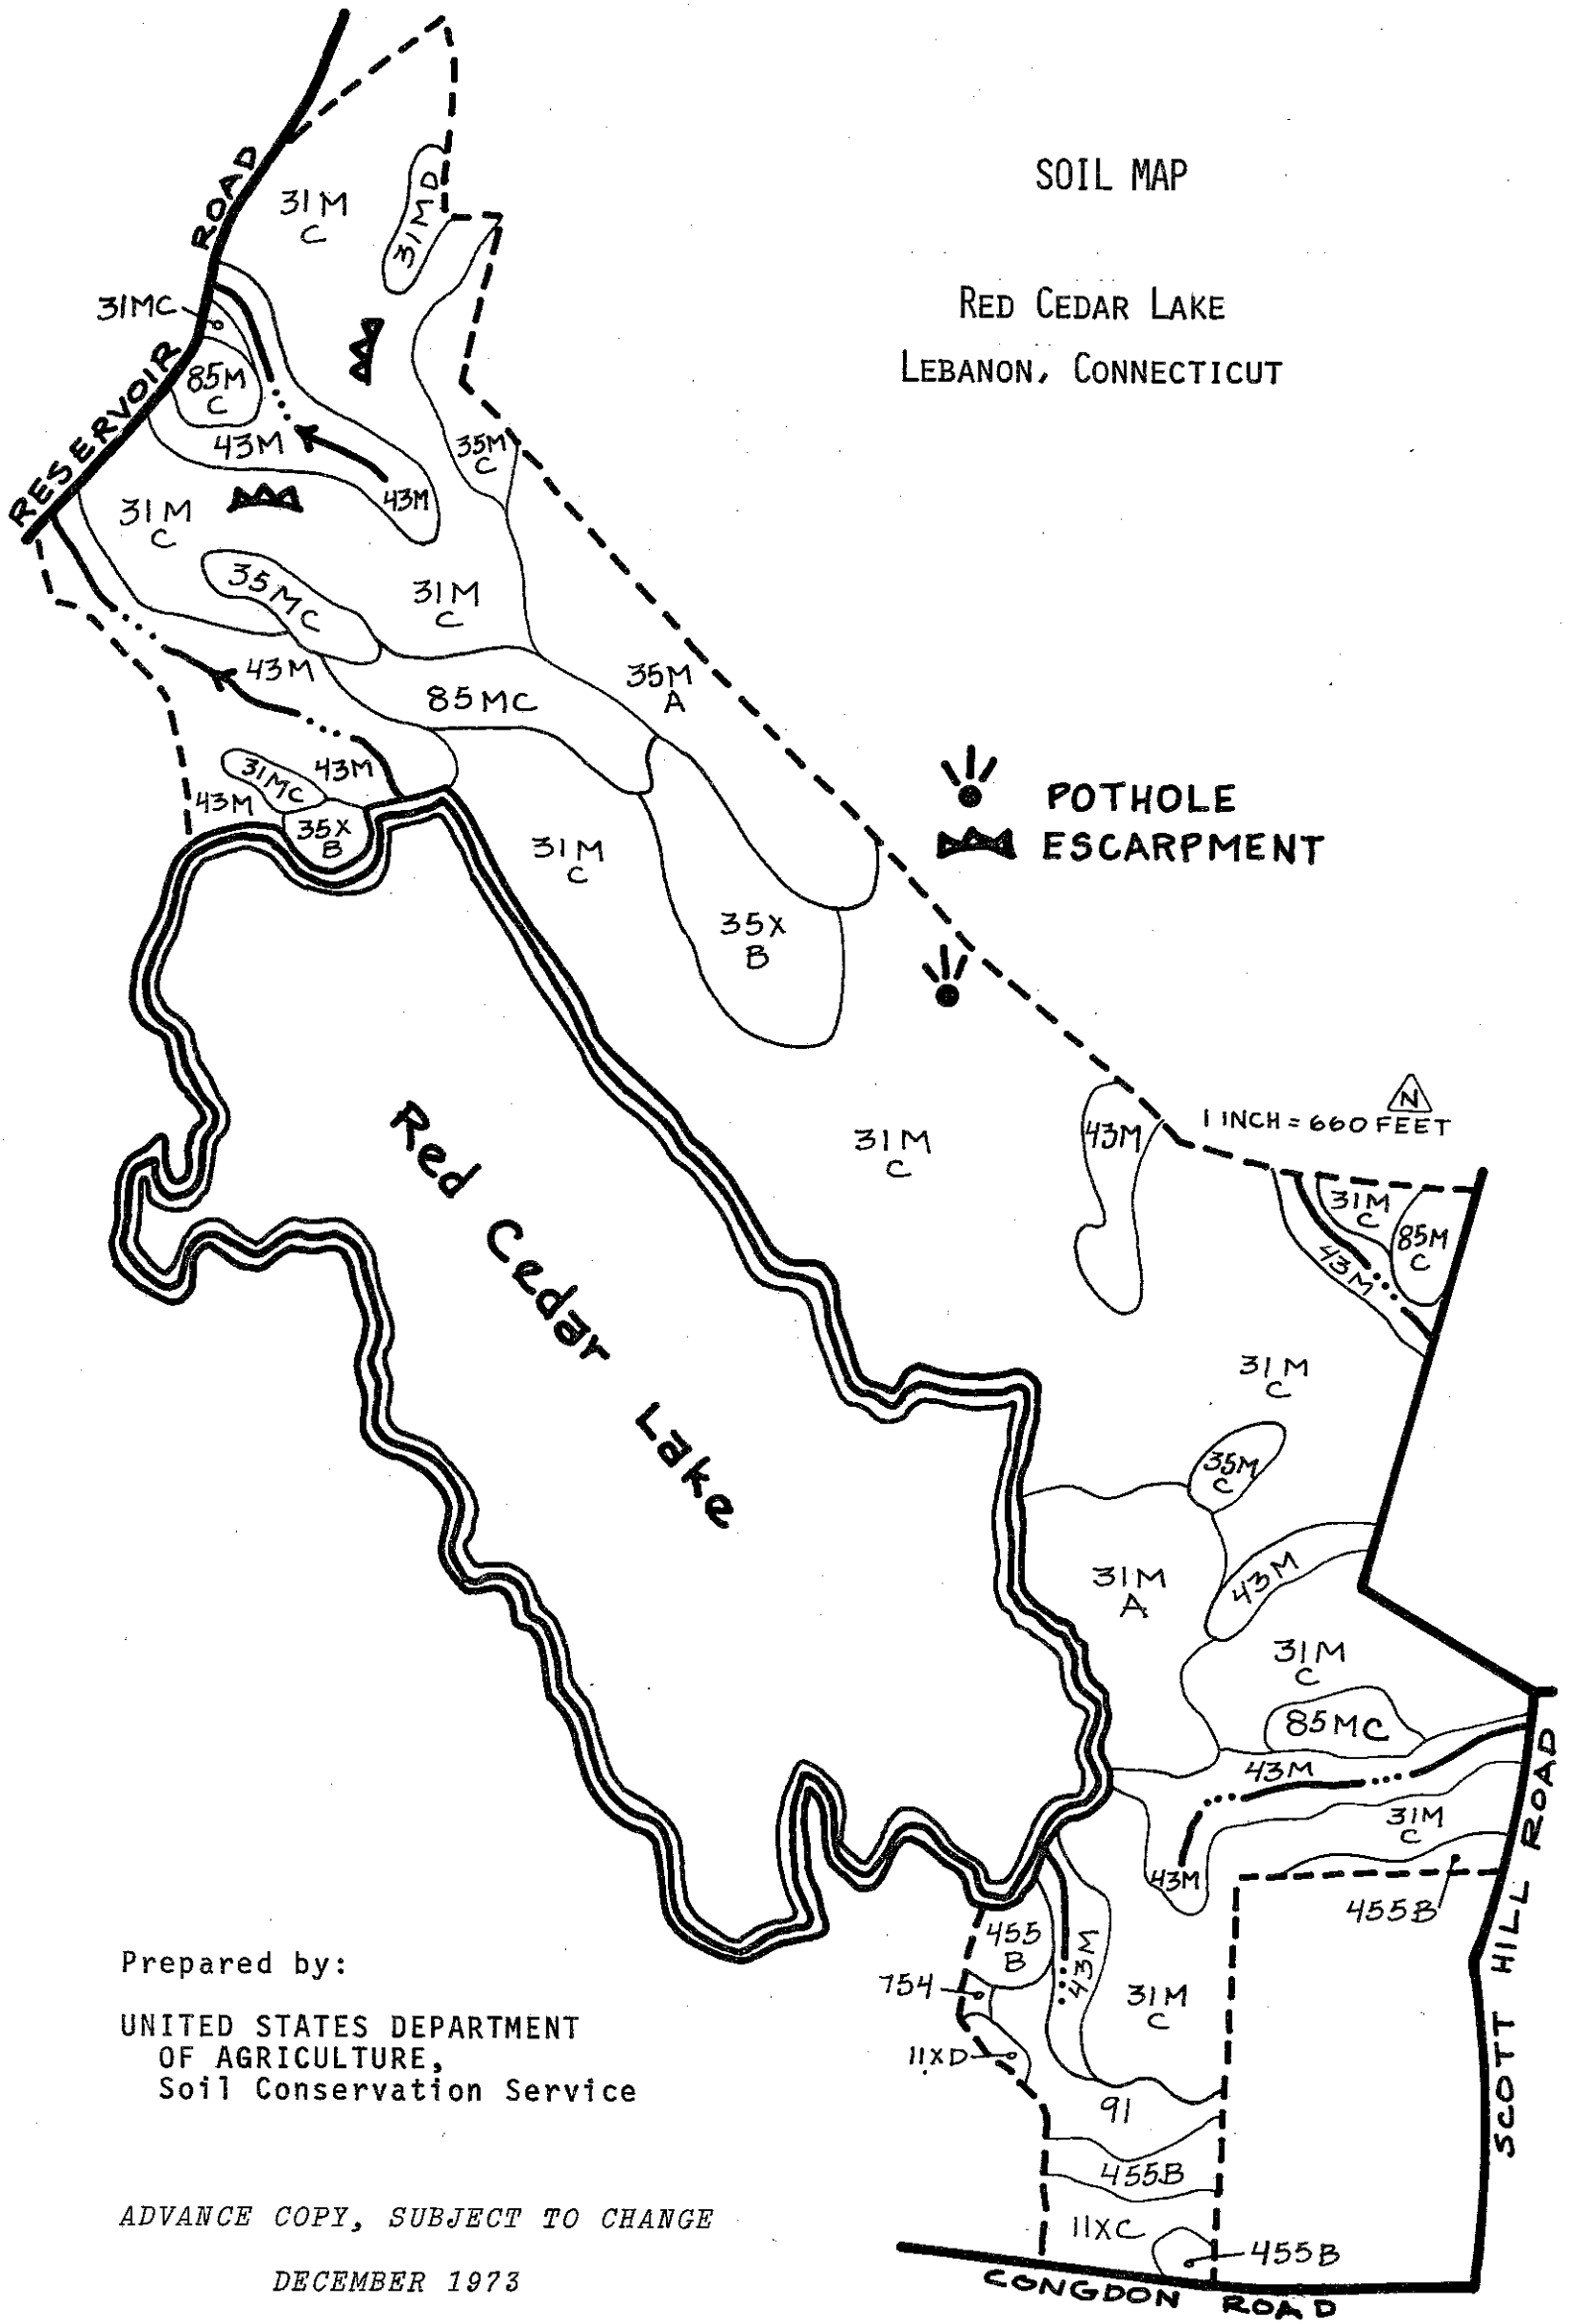 SOIL MAP
RED CEDAR LAKE
LEBANON, CONNECTICUT
ROAD
31M
C
31MD
31MC
RESERVOIR
85M
C
43M
35M
C
43M
31M
C
35MC
31M
C
43M
35M
A
85MC
31MC
43M
43M
35X
B
POTHOLE
ESCARPMENT
31M
C
35X
B
N
1 INCH = 660 FEET
Red Cedar Lake
31M
C
43M
31M
C
85M
C
43M
31M
C
35M
C
31M
A
43M
31M
C
85MC
43M
31M
C
43M
455B
SCOTT HILL ROAD
455
B
43M
754
31M
C
11XD
91
455B
11XC
455B
CONGDON ROAD
Prepared by:
UNITED STATES DEPARTMENT
OF AGRICULTURE,
Soil Conservation Service
ADVANCE COPY, SUBJECT TO CHANGE
DECEMBER 1973